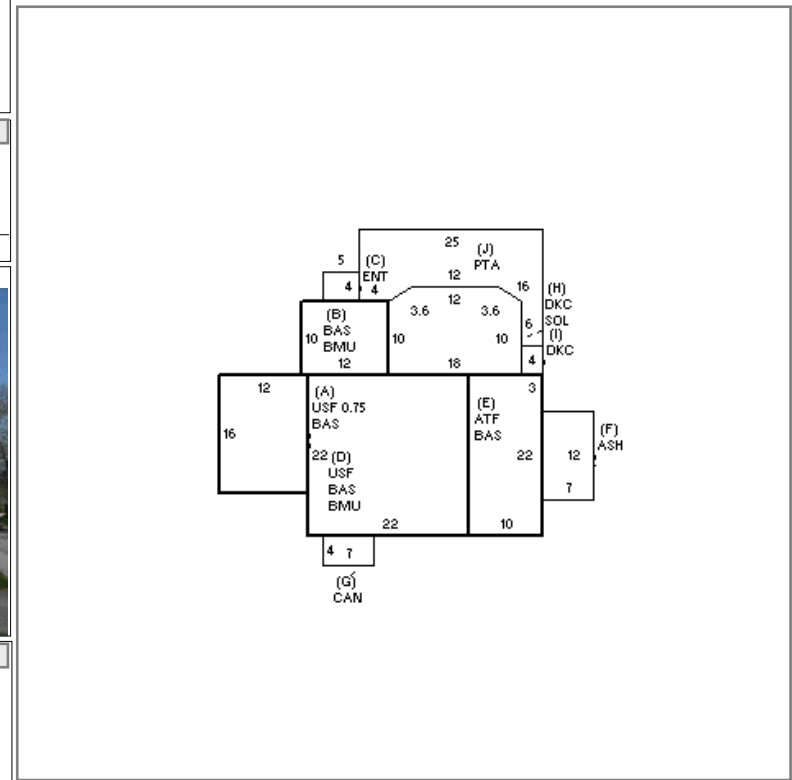 25
(J)
PTA
5
(C)
ENT
4
4
12
16
(H)
DKC
SOL
(I)
DKC
12
3.6
3.6
6
(B)
BAS
BMU
10
12
10
10
18
4
12
16
(A)
USF 0.75
BAS
22
(D)
USF
BAS
BMU
22
3
(E)
ATF
BAS
22
10
(F)
ASH
12
7
4
7
(G)
CAN